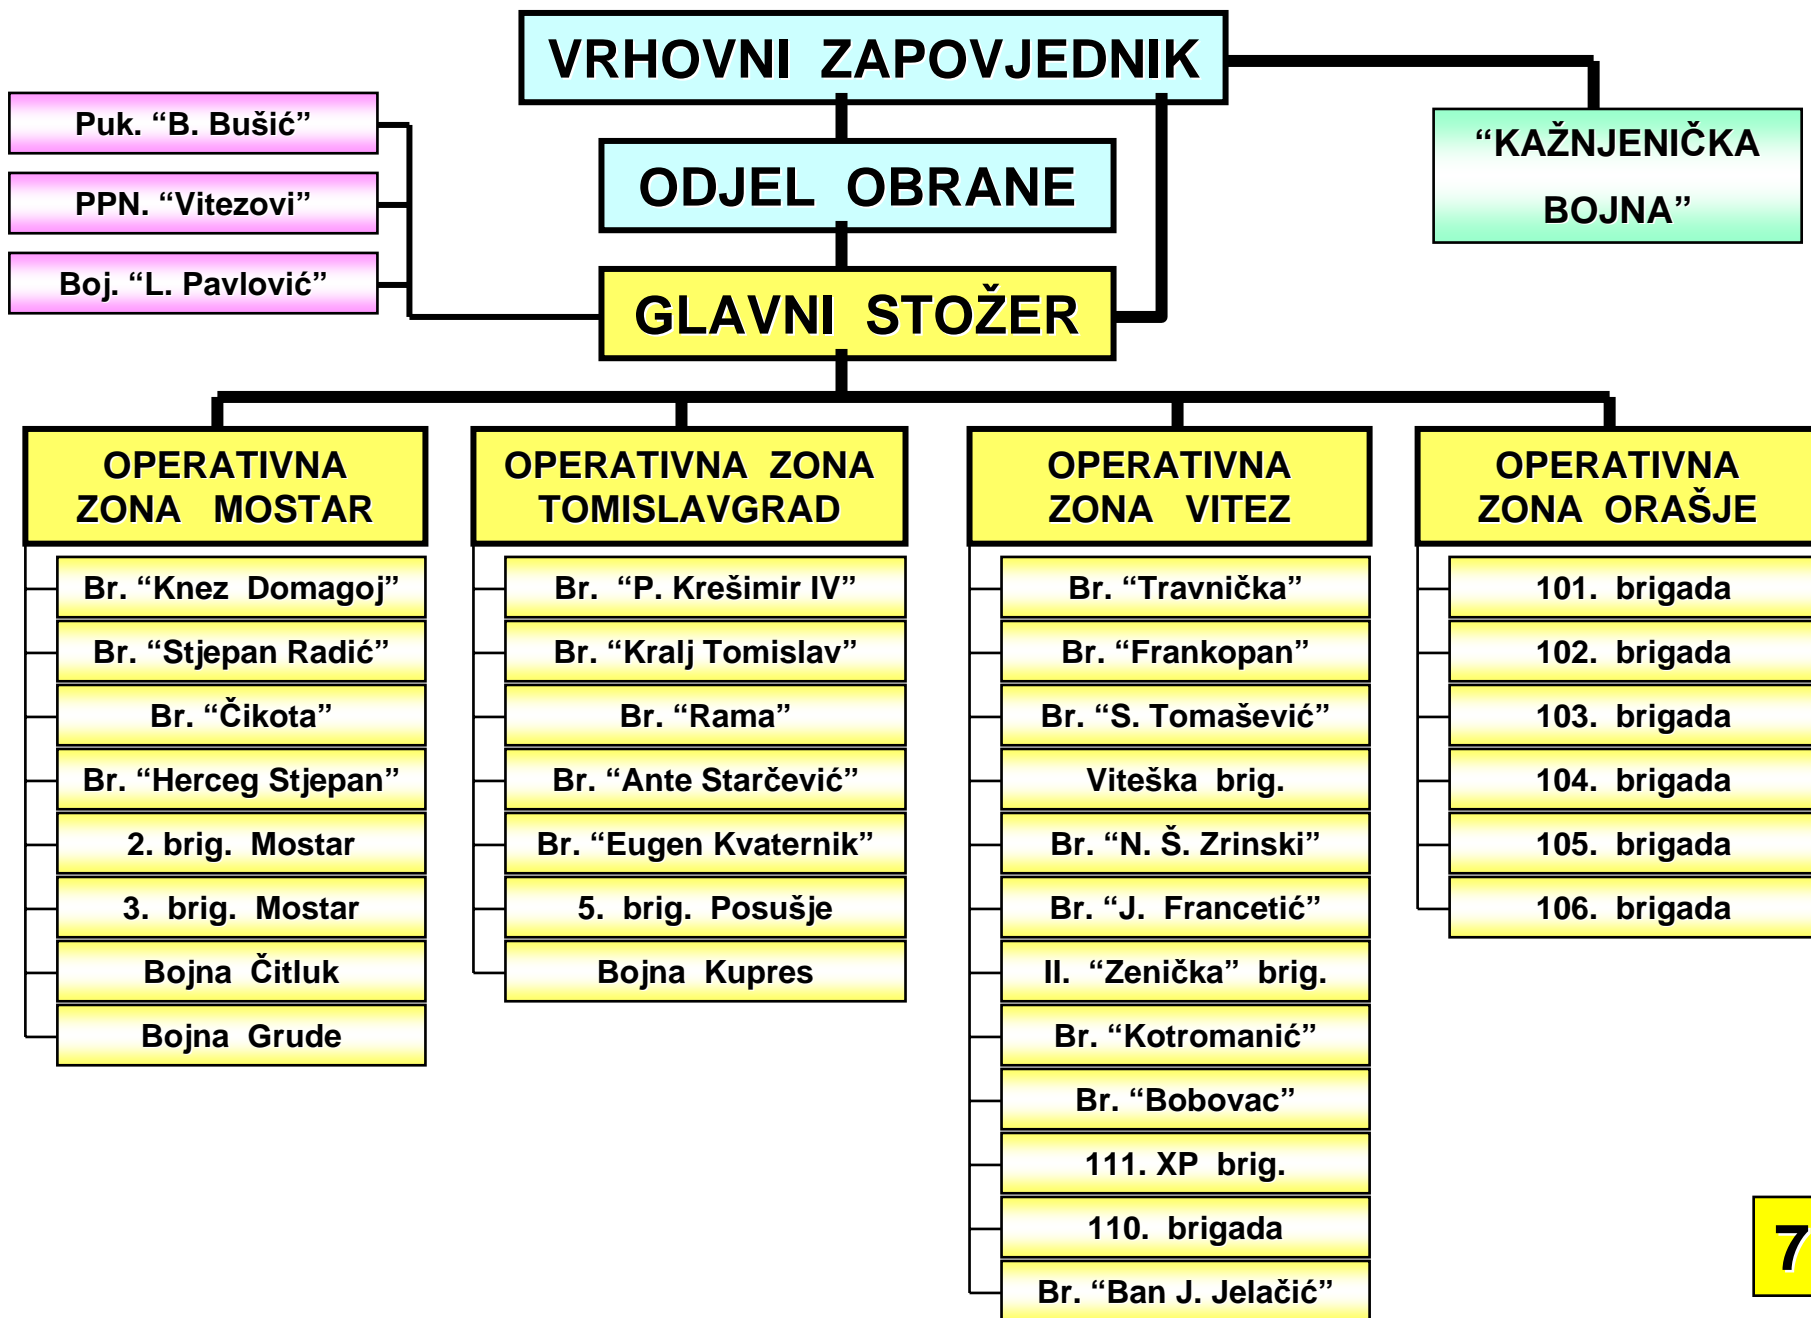 VRHOVNI ZAPOVJEDNIK
Puk. “B. Bušić”
PPN. “Vitezovi”
Boj. “L. Pavlović”
ODJEL OBRANE
“KAŽNJENIČKA
BOJNA”
GLAVNI STOŽER
OPERATIVNA
ZONA MOSTAR
Br. “Knez Domagoj”
Br. “Stjepan Radić”
Br. “Čikota”
Br. “Herceg Stjepan”
2. brig. Mostar
3. brig. Mostar
Bojna Čitluk
Bojna Grude
OPERATIVNA ZONA
TOMISLAVGRAD
Br. “P. Krešimir IV”
Br. “Kralj Tomislav”
Br. “Rama”
Br. “Ante Starčević”
Br. “Eugen Kvaternik”
5. brig. Posušje
Bojna Kupres
OPERATIVNA
ZONA VITEZ
Br. “Travnička”
Br. “Frankopan”
Br. “S. Tomašević”
Viteška brig.
Br. “N. Š. Zrinski”
Br. “J. Francetić”
II. “Zenička” brig.
Br. “Kotromanić”
Br. “Bobovac”
111. XP brig.
110. brigada
Br. “Ban J. Jelačić”
OPERATIVNA
ZONA ORAŠJE
101. brigada
102. brigada
103. brigada
104. brigada
105. brigada
106. brigada
7